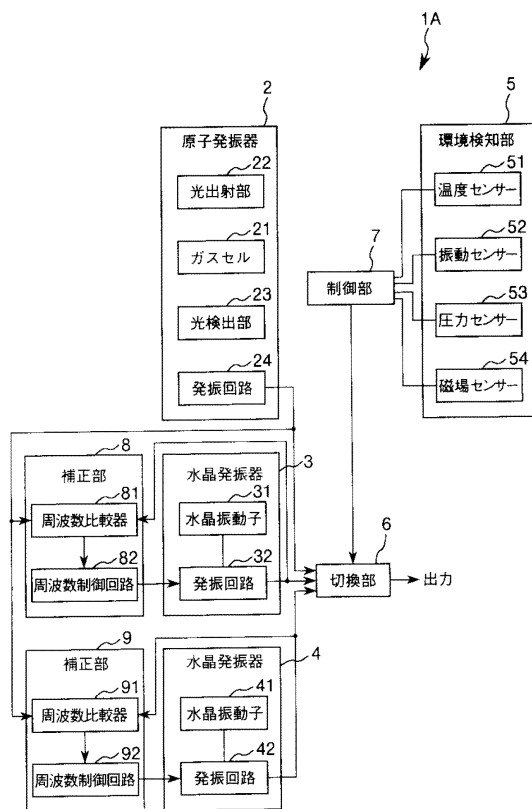 1A
2
原子発振器
22
光出射部
21
ガスセル
23
光検出部
24
発振回路
5
環境検知部
51
温度センサー
52
振動センサー
53
圧力センサー
54
磁場センサー
7
制御部
8
補正部
81
周波数比較器
82
周波数制御回路
3
水晶発振器
31
水晶振動子
32
発振回路
6
切換部
出力
9
補正部
91
周波数比較器
92
周波数制御回路
4
水晶発振器
41
水晶振動子
42
発振回路